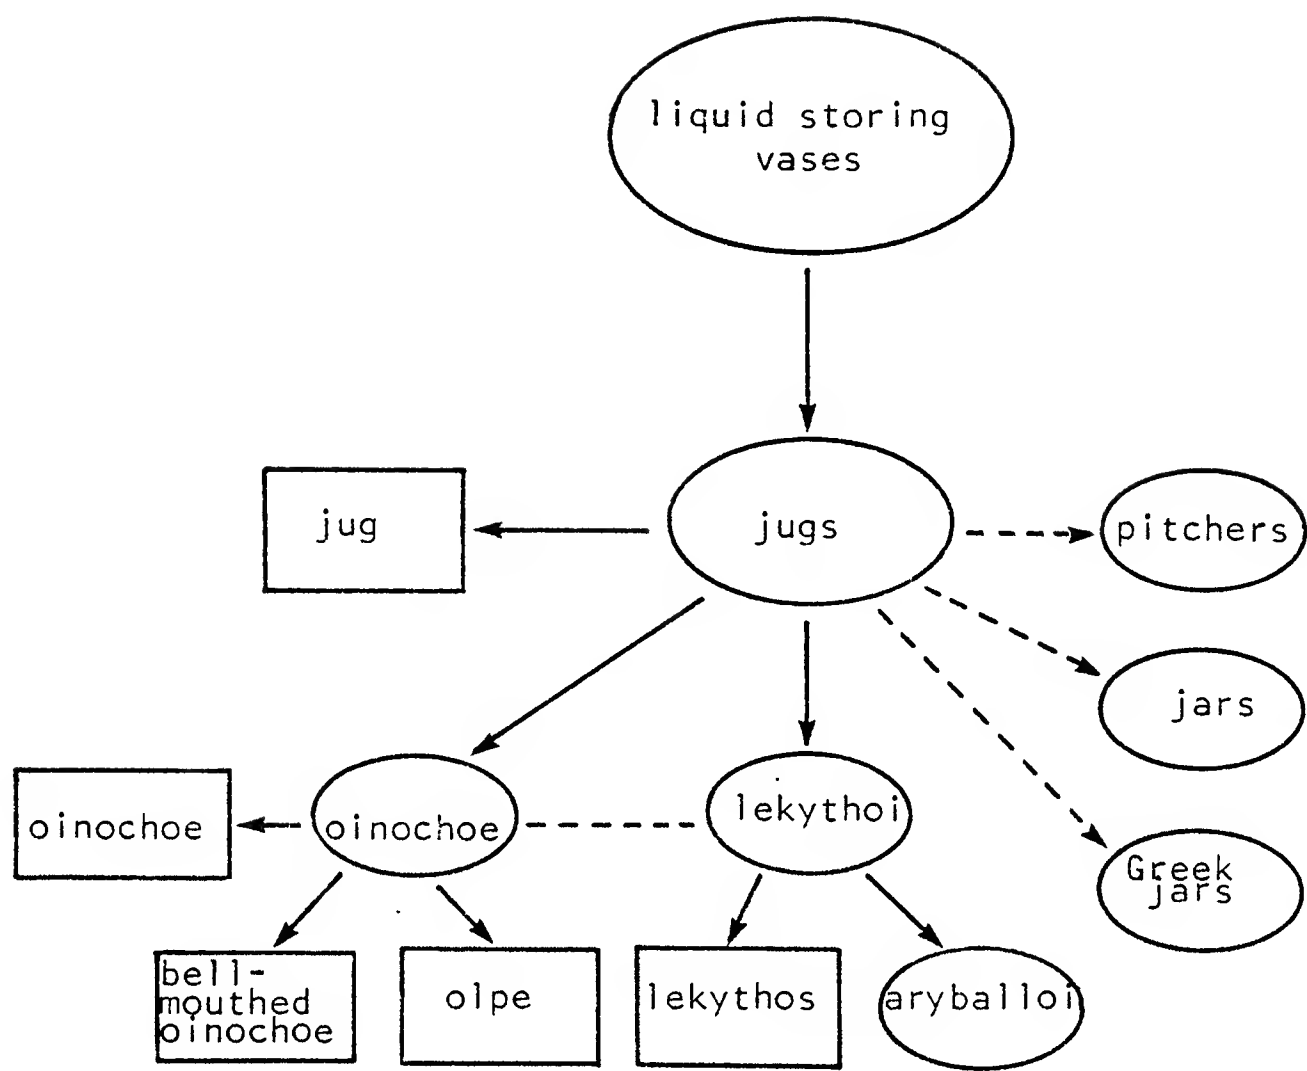 liquid storing
vases
jug
jugs
pitchers
jars
oinochoe
oinochoe
lekythoi
Greek
jars
bell-
mouthed
oinochoe
olpe
lekythos
aryballoi